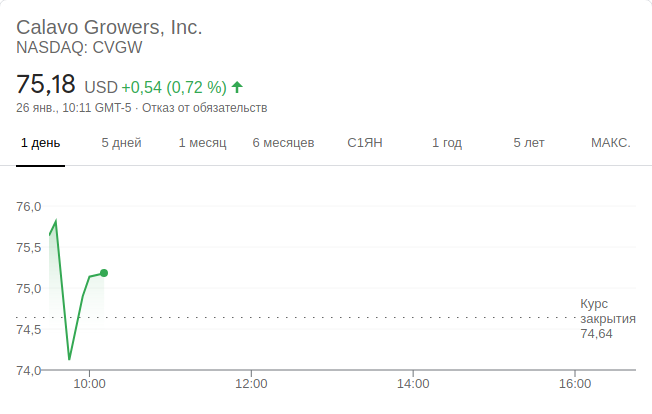 Calavo Growers, Inc.
NASDAQ: CVGW
75,18 USD +0,54 (0,72 %)
26 янв., 10:11 GMT-5 · Отказ от обязательств
1 день 5 дней 1 месяц 6 месяцев С1ЯН 1 год 5 лет МАКС.
76,0
75,5
75,0
74,5
74,0
Курс
закрытия
74,64
10:00 12:00 14:00 16:00